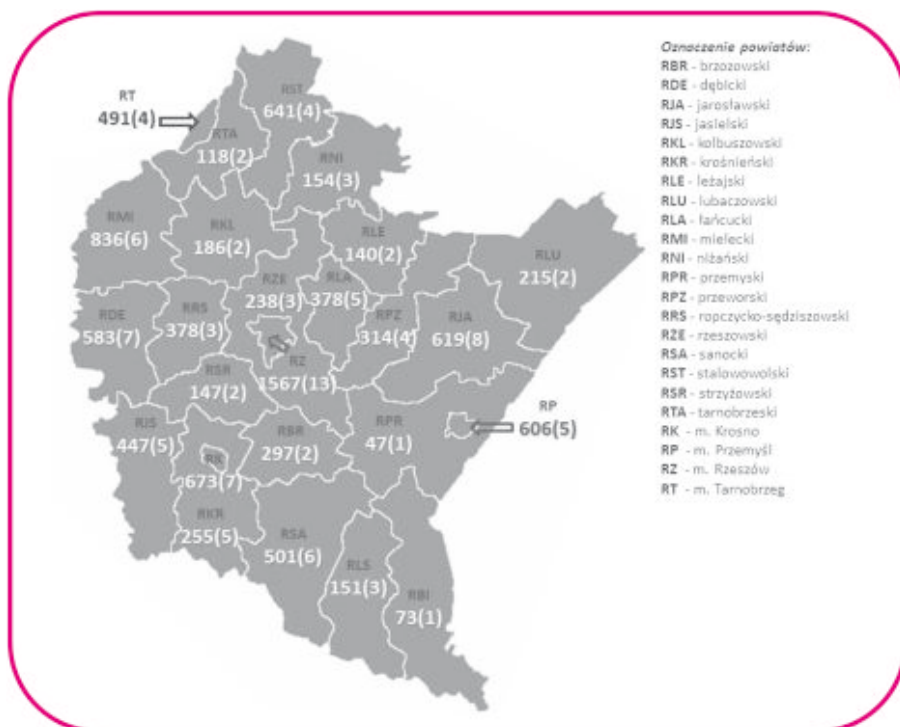 RST
641(4)
RT
491(4)
RTA
118(2)
RNI
154(3)
RMI
836(6)
RKL
186(2)
RLE
140(2)
RLU
215(2)
RZE
238(3)
RLA
378(5)
RDE
583(7)
RRS
378(3)
RPZ
314(4)
RJA
619(8)
RZ
1567(13)
RSR
147(2)
RP
606(5)
RJS
447(5)
RBR
297(2)
RPR
47(1)
RK
673(7)
RKR
255(5)
RSA
501(6)
RLS
151(3)
RBI
73(1)
Oznaczenie powiatów:
RBR - brzozowski
RDE - dębicki
RJA - jarosławski
RJS - jasielski
RKL - kolbuszowski
RKR - krośnieński
RLE - leżajski
RLU - lubaczowski
RLA - łańcucki
RMI - mielecki
RNI - niżański
RPR - przemyski
RPZ - przeworski
RRS - ropczycko-sędziszowski
RZE - rzeszowski
RSA - sanocki
RST - stalowowolski
RSR - strzyżowski
RTA - tarnobrzeski
RK - m. Krosno
RP - m. Przemyśl
RZ - m. Rzeszów
RT - m. Tarnobrzeg